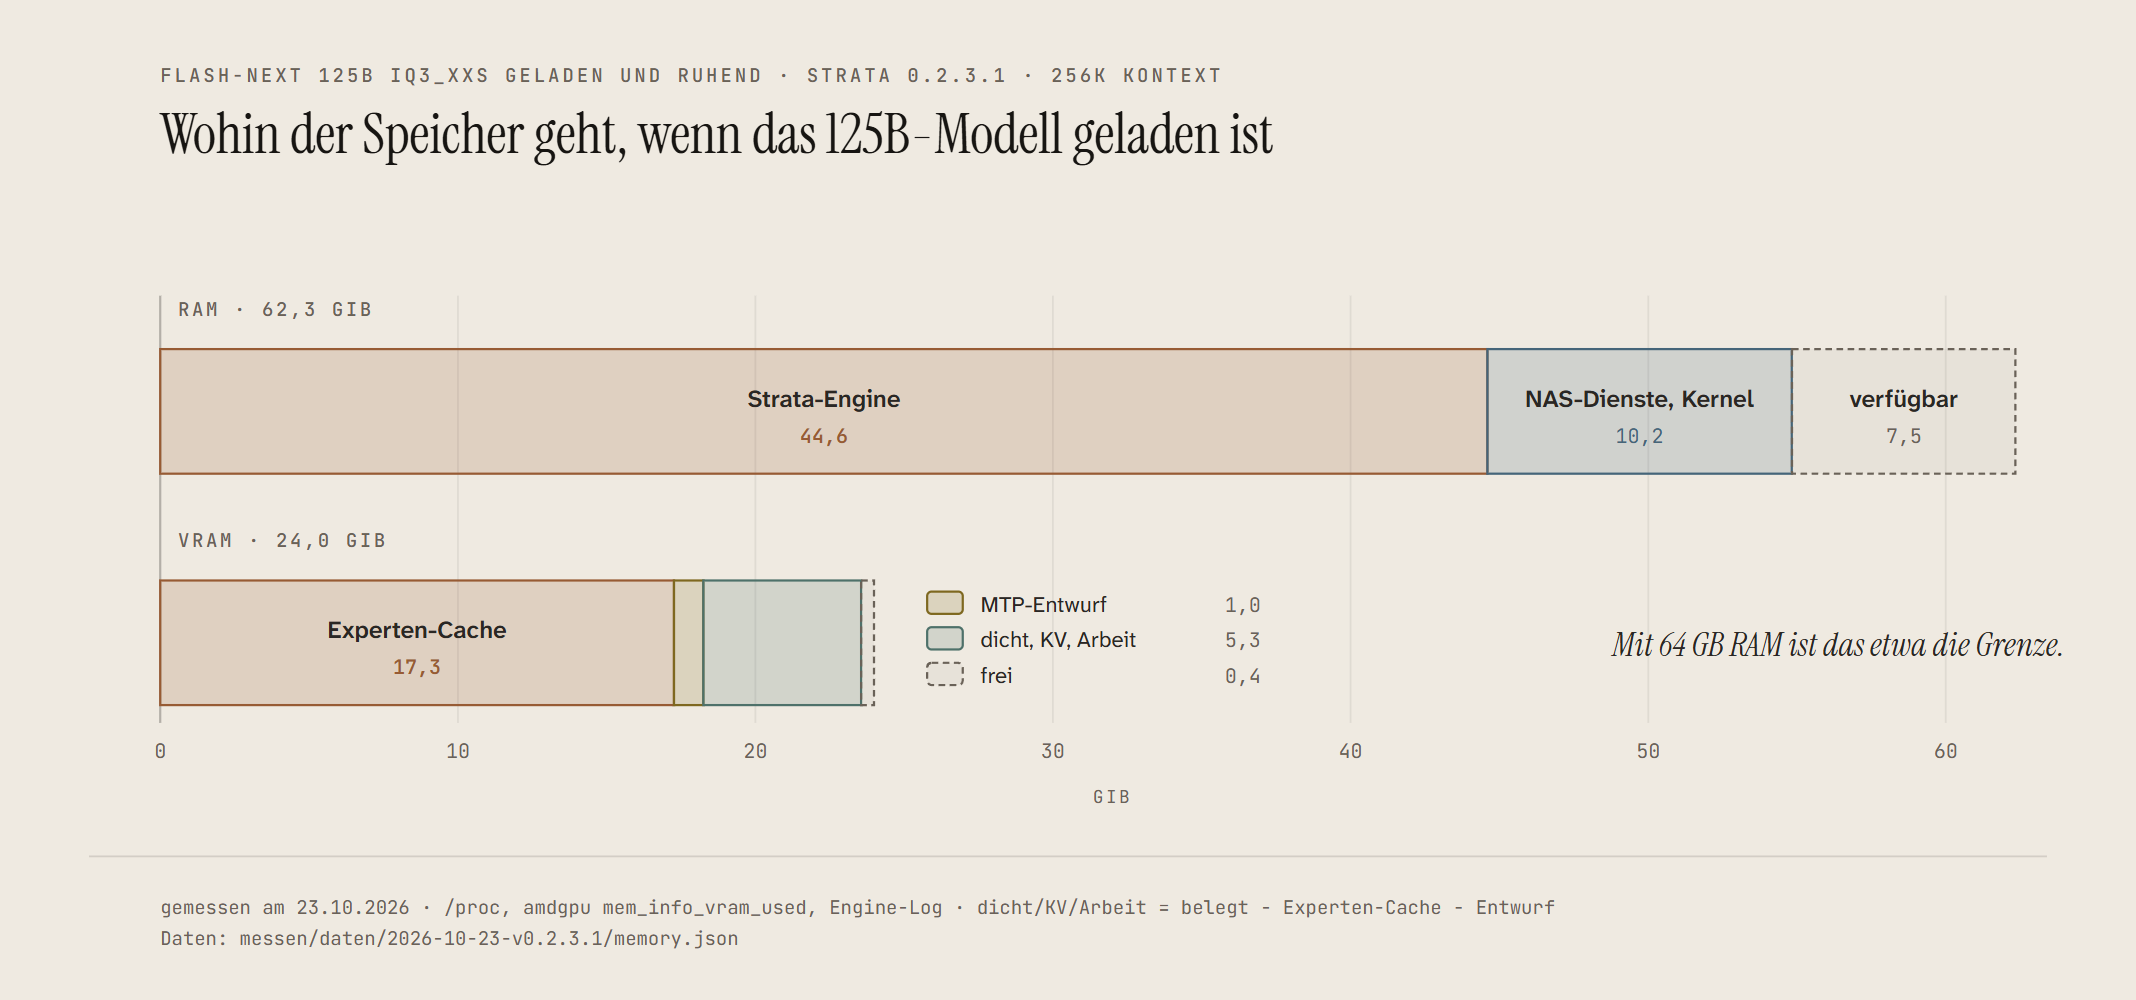 FLASH-NEXT 125B IQ3_XXS GELADEN UND RUHEND · STRATA 0.2.3.1 · 256K KONTEXT
Wohin der Speicher geht, wenn das 125B-Modell geladen ist
RAM · 62,3 GIB
Strata-Engine
44,6
NAS-Dienste, Kernel
10,2
verfügbar
7,5
VRAM · 24,0 GIB
Experten-Cache
17,3
MTP-Entwurf 1,0
dicht, KV, Arbeit 5,3
frei 0,4
Mit 64 GB RAM ist das etwa die Grenze.
0 10 20 30 40 50 60
GIB
gemessen am 23.10.2026 · /proc, amdgpu mem_info_vram_used, Engine-Log · dicht/KV/Arbeit = belegt - Experten-Cache - Entwurf
Daten: messen/daten/2026-10-23-v0.2.3.1/memory.json